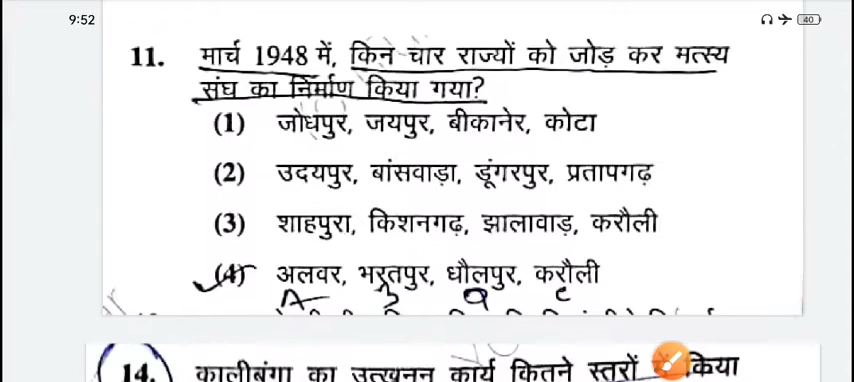 9:52
40
11. मार्च 1948 में, किन चार राज्यों को जोड़ कर मत्स्य
संघ का निर्माण किया गया?
(1) जोधपुर, जयपुर, बीकानेर, कोटा
(2) उदयपुर, बांसवाड़ा, डूंगरपुर, प्रतापगढ़
(3) शाहपुरा, किशनगढ़, झालावाड़, करौली
(4) अलवर, भरतपुर, धौलपुर, करौली
A
14. कालीबंगा का उत्खनन कार्य कितने स्तरों किया